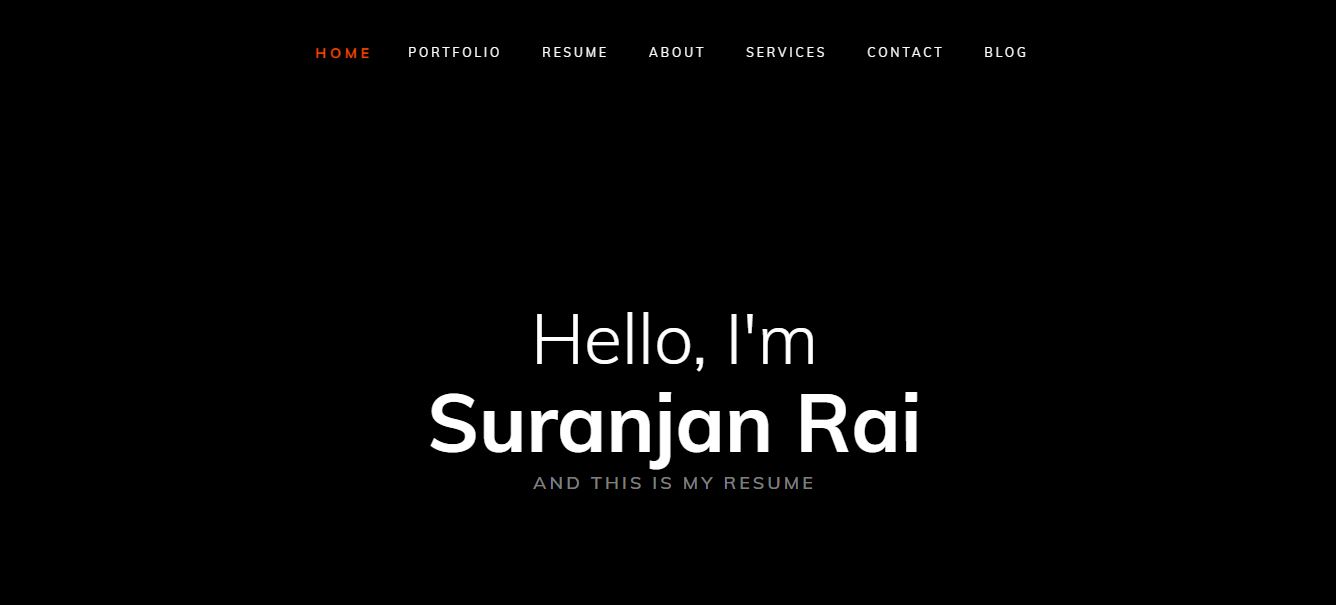 HOME PORTFOLIO RESUME ABOUT SERVICES CONTACT BLOG
Hello, I'm
Suranjan Rai
AND THIS IS MY RESUME